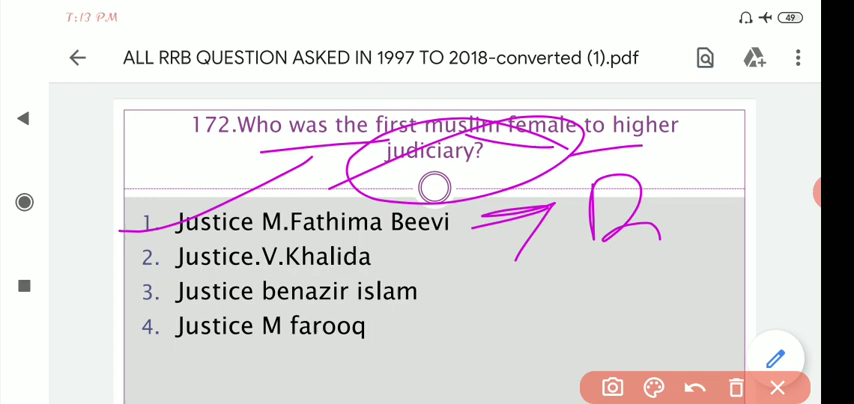 7:13 PM
49
ALL RRB QUESTION ASKED IN 1997 TO 2018-converted (1).pdf
172.Who was the first muslim female to higher
judiciary?
1. Justice M.Fathima Beevi
R
2. Justice.V.Khalida
3. Justice benazir islam
4. Justice M farooq